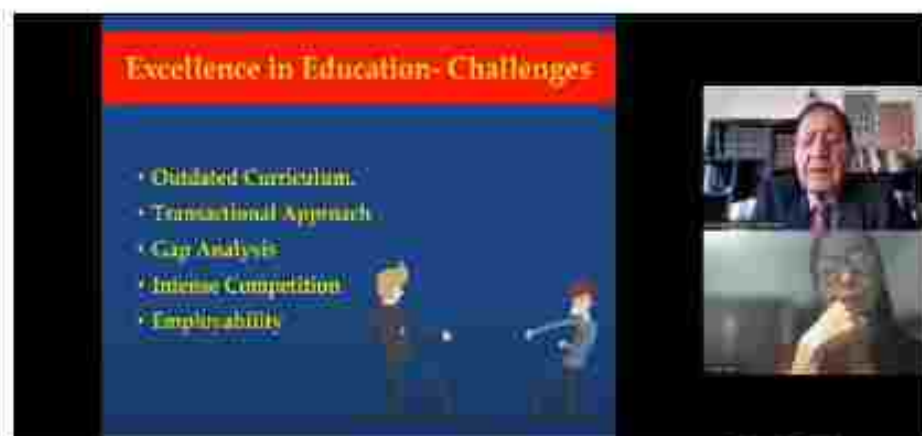 Excellence in Education- Challenges
• Outdated Curriculum.
• Transactional Approach
• Gap Analysis
• Intense Competition
• Employability